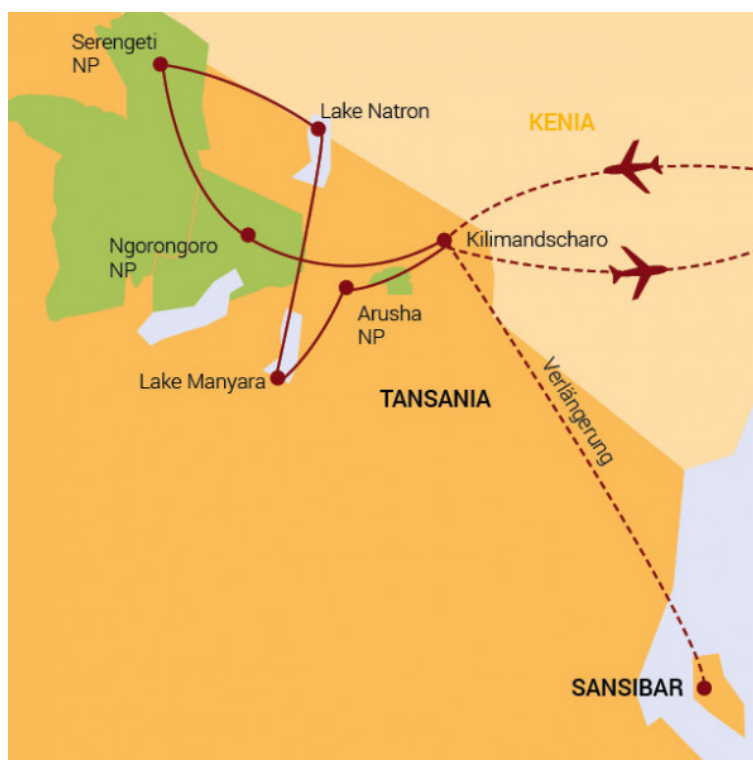 Serengeti
NP
Lake Natron
KENIA
Ngorongoro
NP
Kilimandscharo
Arusha
NP
Lake Manyara
TANSANIA
Verlängerung
SANSIBAR